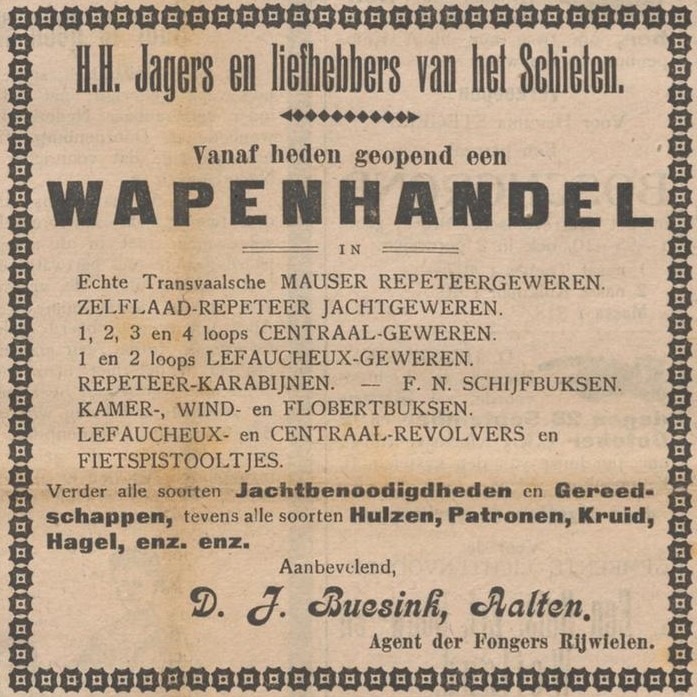 H.H. Jagers en liefhebbers van het Schieten.
Vanaf heden geopend een
WAPENHANDEL
IN
Echte Transvaalsche MAUSER REPETEERGEWEREN.
ZELFLAAD-REPETEER JACHTGEWEREN.
1, 2, 3 en 4 loops CENTRAAL-GEWEREN.
1 en 2 loops LEFAUCHEUX-GEWEREN.
REPETEER-KARABIJNEN. — F. N. SCHIJFBUKSEN.
KAMER-, WIND- en FLOBERTBUKSEN.
LEFAUCHEUX- en CENTRAAL-REVOLVERS en
FIETSPISTOOLTJES.
Verder alle soorten Jachtbenoodigdheden en Gereed-
schappen, tevens alle soorten Hulzen, Patronen, Kruid,
Hagel, enz. enz.
Aanbevelend,
D. J. Buesink, Aalten.
Agent der Fongers Rijwielen.